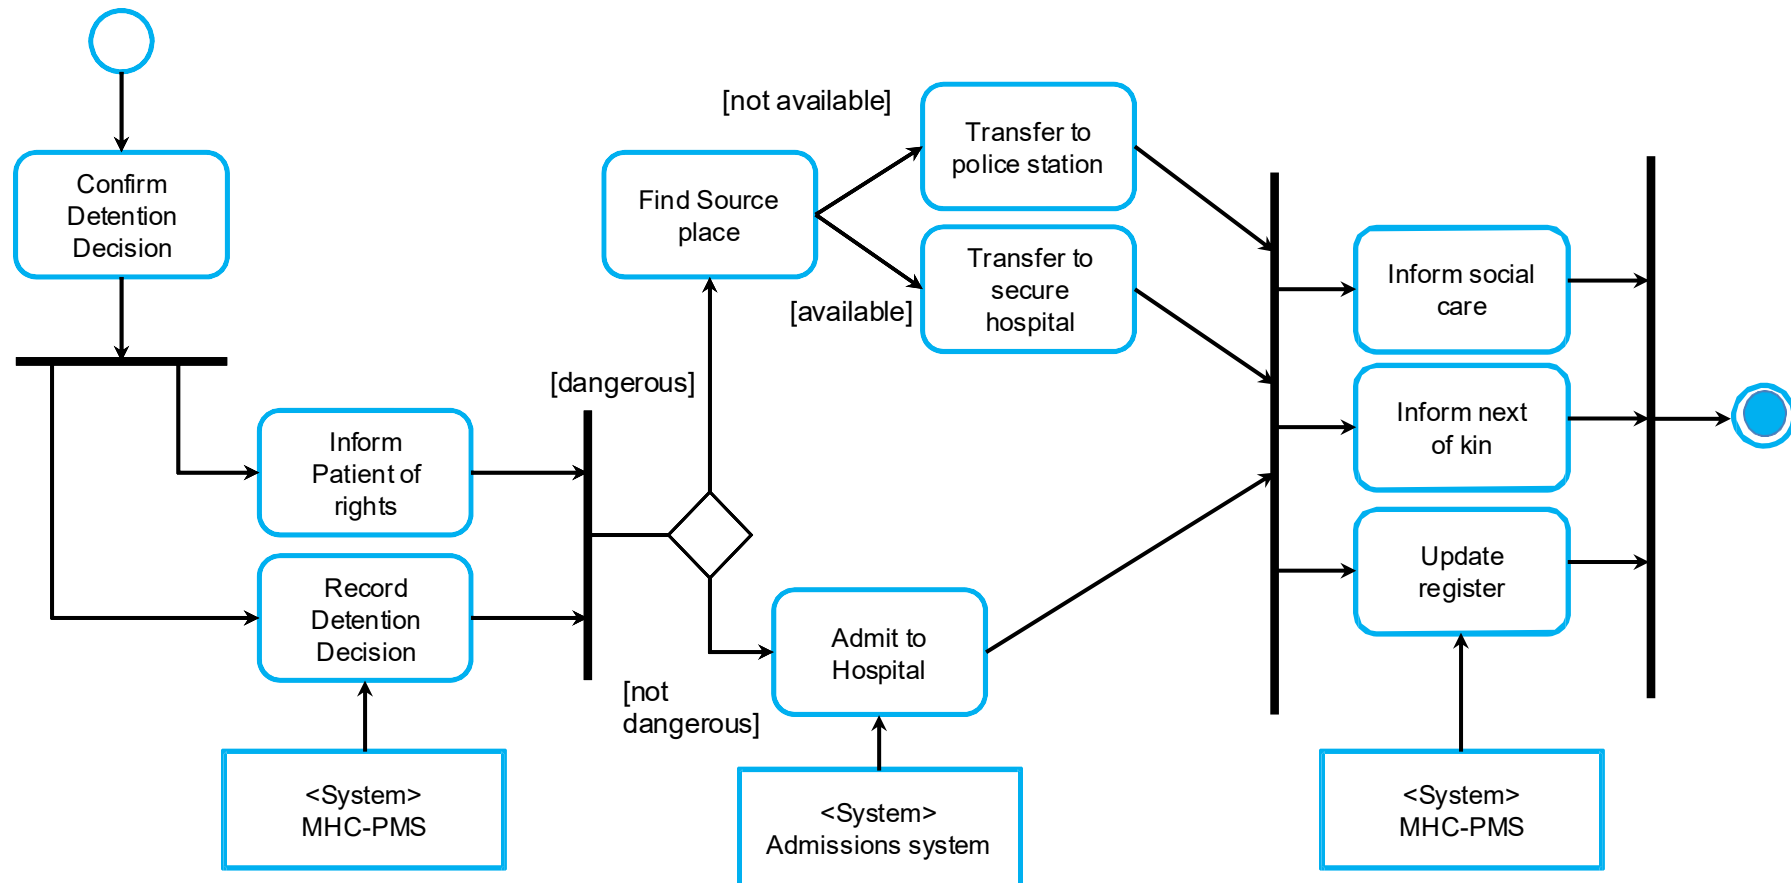 Confirm
Detention
Decision
Inform
Patient of
rights
Record
Detention
Decision
<System>
MHC-PMS
[dangerous]
[not
dangerous]
Find Source
place
[not available]
[available]
Transfer to
police station
Transfer to
secure
hospital
Admit to
Hospital
<System>
Admissions system
Inform social
care
Inform next
of kin
Update
register
<System>
MHC-PMS